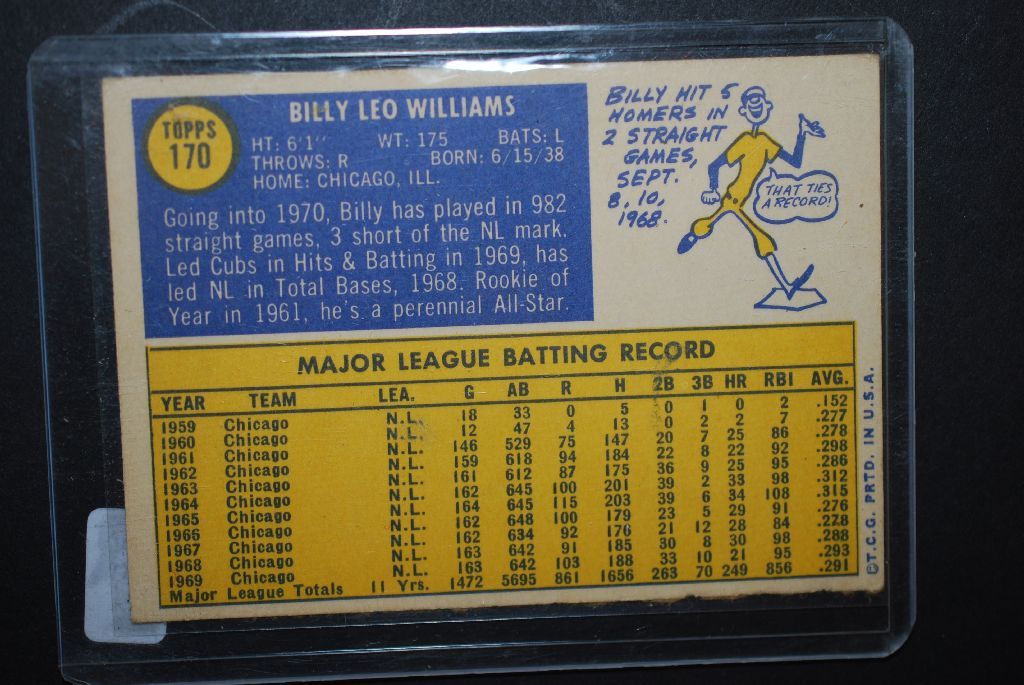 TOPPS
170
BILLY LEO WILLIAMS
HT: 6'1" WT: 175 BATS: L
THROWS: R BORN: 6/15/38
HOME: CHICAGO, ILL.
Going into 1970, Billy has played in 982
straight games, 3 short of the NL mark.
Led Cubs in Hits & Batting in 1969, has
led NL in Total Bases, 1968. Rookie of
Year in 1961, he's a perennial All-Star.
BILLY HIT 5
HOMERS IN
2 STRAIGHT
GAMES,
SEPT.
8, 10,
1968.
THAT TIES
A RECORD!
MAJOR LEAGUE BATTING RECORD
YEAR TEAM LEA. G AB R H 2B 3B HR RBI AVG.
1959 Chicago N.L. 18 33 0 5 0 1 0 2 .152
1960 Chicago N.L. 12 47 4 13 0 2 2 7 .277
1961 Chicago N.L. 146 529 75 147 20 7 25 86 .278
1962 Chicago N.L. 159 618 94 184 22 8 22 92 .298
1963 Chicago N.L. 161 612 87 175 36 9 25 95 .286
1964 Chicago N.L. 162 645 100 201 39 2 33 98 .312
1965 Chicago N.L. 164 645 115 203 39 6 34 108 .315
1966 Chicago N.L. 162 648 100 179 23 5 29 91 .276
1967 Chicago N.L. 162 634 92 176 21 12 28 84 .278
1968 Chicago N.L. 163 642 91 185 30 8 30 98 .288
1969 Chicago N.L. 163 642 103 188 33 10 21 95 .293
Major League Totals 11 Yrs. 1472 5695 861 1656 263 70 249 856 .291
©T.C.G. PRTD. IN U.S.A.